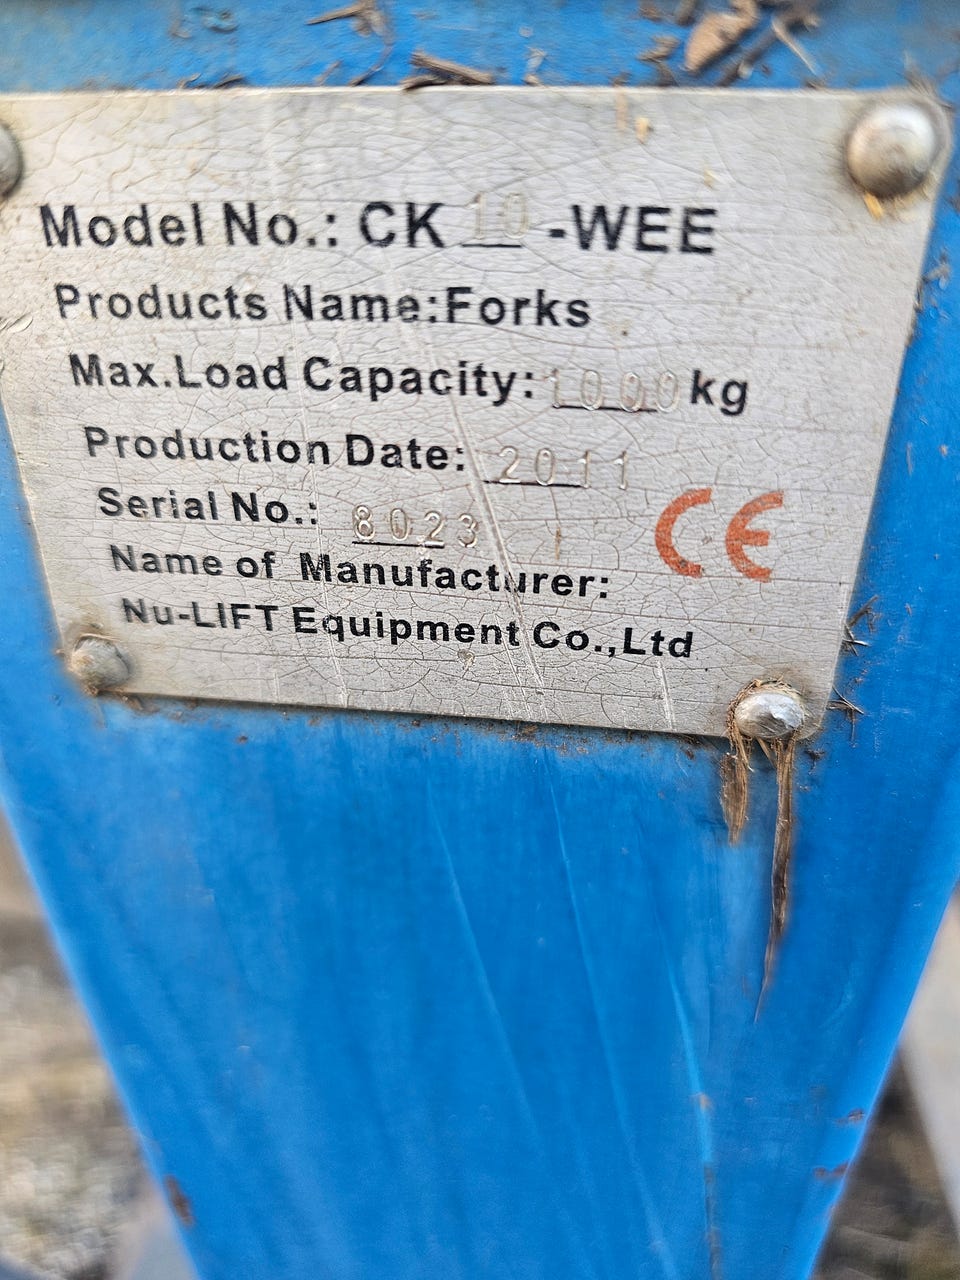 Model No.: CK 10 -WEE
Products Name:Forks
Max.Load Capacity: 1000 kg
Production Date: 2011
Serial No.: 8023
CE
Name of Manufacturer:
Nu-LIFT Equipment Co.,Ltd